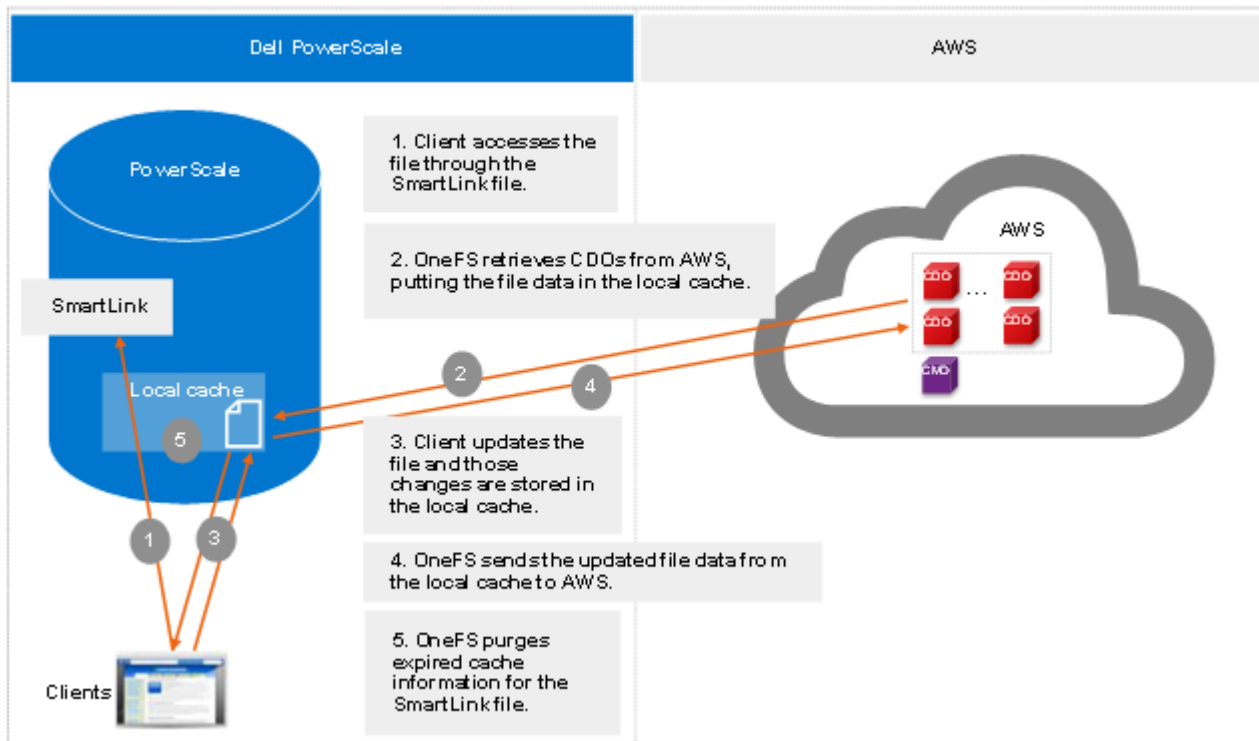 Dell PowerScale
AWS
PowerScale
1. Client accesses the
file through the
SmartLink file.
AWS
2. OneFS retrieves CDOs from AWS,
putting the file data in the local cache.
CDO
...
CDO
SmartLink
CDO
CDO
2
4
CMO
Local cache
5
3. Client updates the
file and those
changes are stored in
the local cache.
1
3
4. OneFS sends the updated file data from
the local cache to AWS.
5. OneFS purges
expired cache
information for the
SmartLink file.
Clients